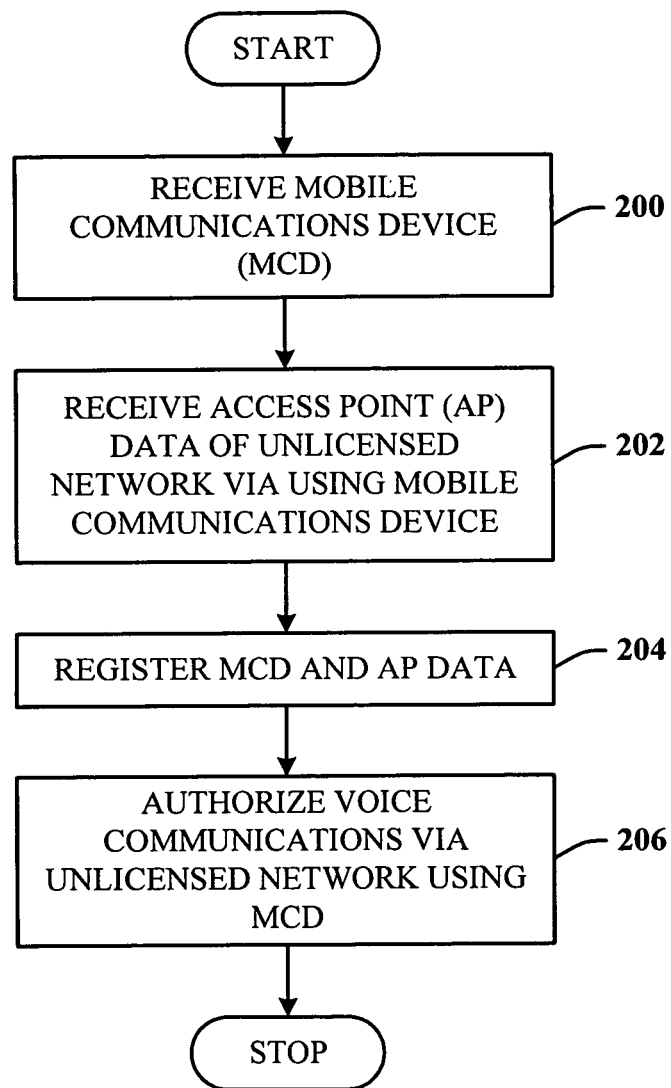 START
RECEIVE MOBILE
COMMUNICATIONS DEVICE
(MCD)
200
RECEIVE ACCESS POINT (AP)
DATA OF UNLICENSED
NETWORK VIA USING MOBILE
COMMUNICATIONS DEVICE
202
REGISTER MCD AND AP DATA
204
AUTHORIZE VOICE
COMMUNICATIONS VIA
UNLICENSED NETWORK USING
MCD
206
STOP